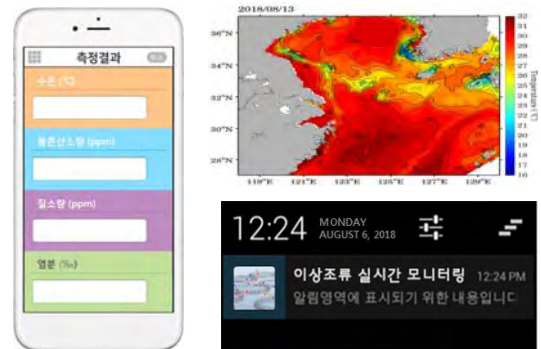 측정결과
수온 (℃)
용존산소량 (ppm)
질소량 (ppm)
염분 (‰)
2018/08/13
36°N
34°N
32°N
30°N
28°N
119°E 121°E 123°E 125°E 127°E 129°E
32
31
30
29
28
27
26
25
24
23
22
21
20
19
18
17
16
Temperature (℃)
12:24 MONDAY
AUGUST 6, 2018
이상조류 실시간 모니터링 12:24 PM
알림영역에 표시되기 위한 내용입니다